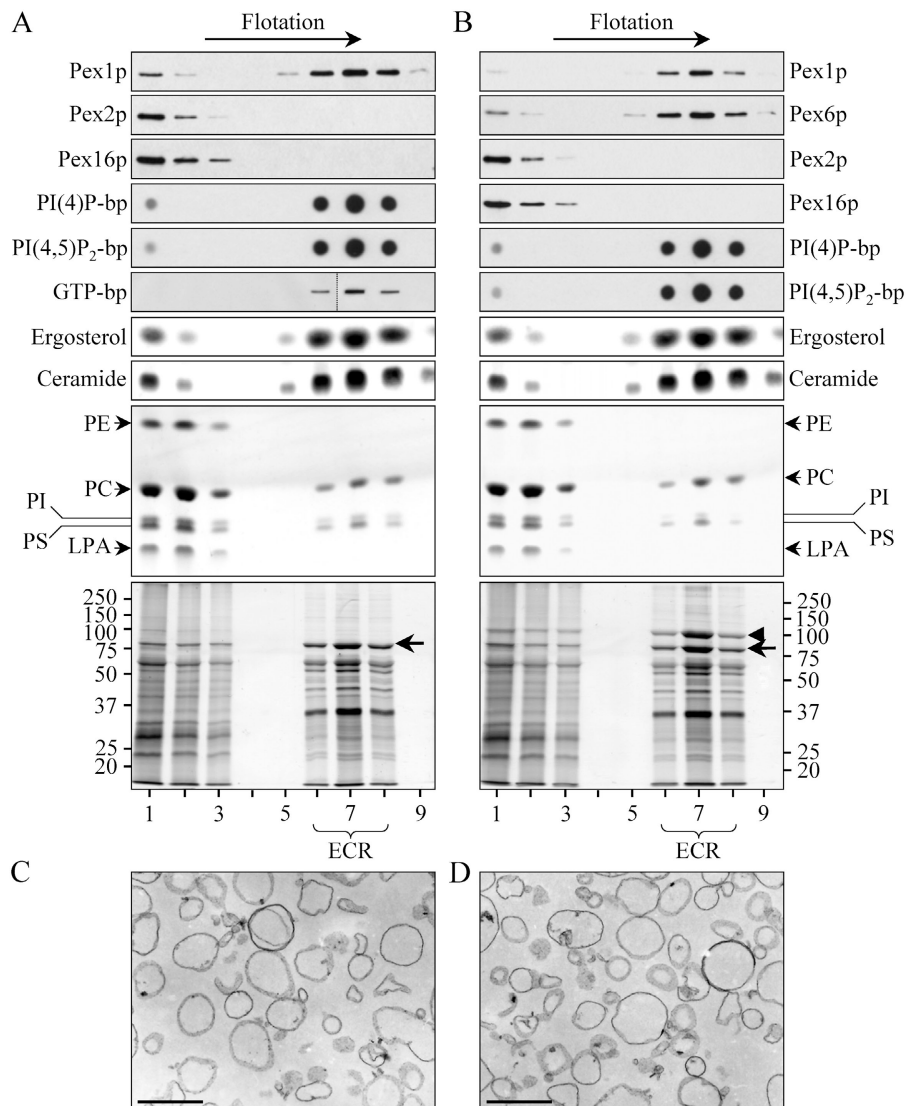 A
Flotation
B
Flotation
Pex1p
Pex2p
Pex16p
PI(4)P-bp
PI(4,5)P2-bp
GTP-bp
Ergosterol
Ceramide
PE
PC
PI
PS
LPA
250
150
100
75
50
37
25
20
1
3
5
7
9
ECR
Pex1p
Pex6p
Pex2p
Pex16p
PI(4)P-bp
PI(4,5)P2-bp
Ergosterol
Ceramide
PE
PC
PI
PS
LPA
250
150
100
75
50
37
25
20
1
3
5
7
9
ECR
C
D